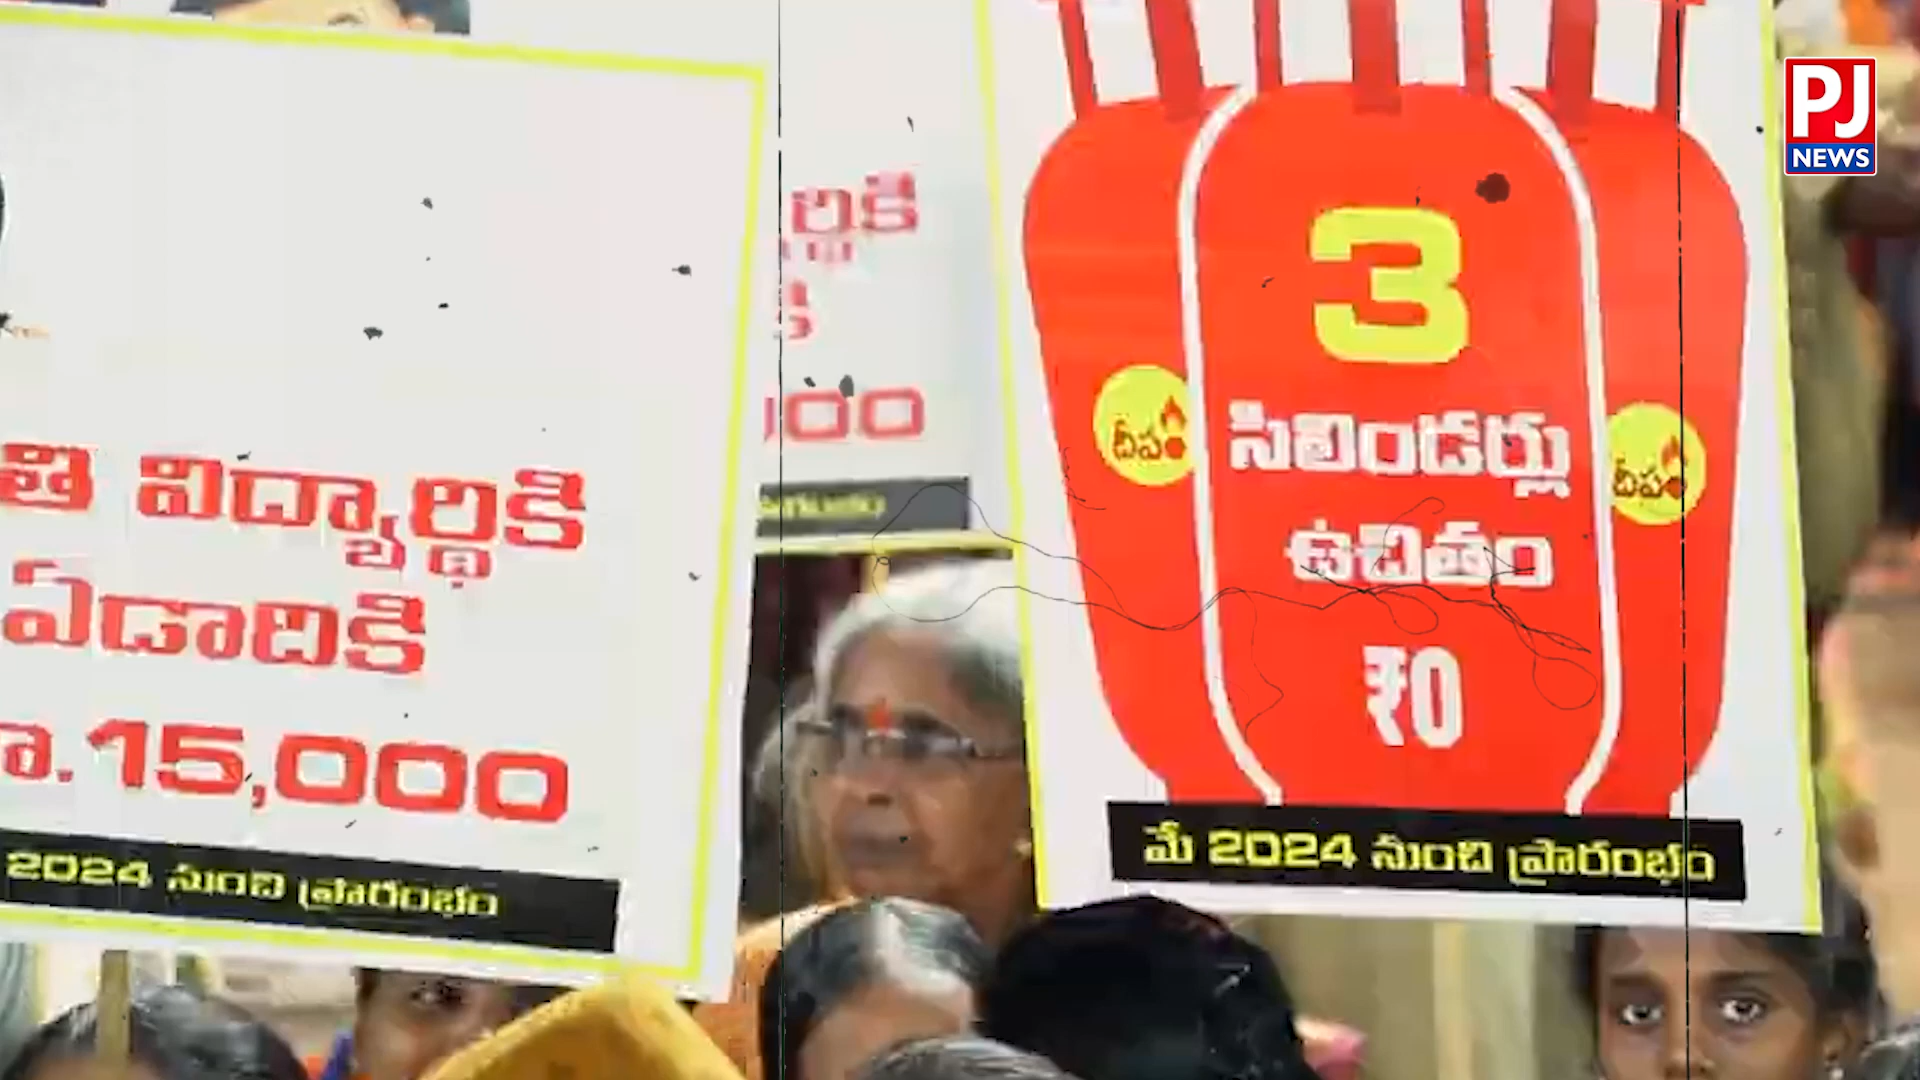 తి విద్యార్థికి
ఏడాదికి
రూ.15,000
2024 నుంచి ప్రారంభం
ర్థికి
కి
000
3
సిలిండర్లు
ఉచితం
₹0
దీపం
దీపం
మే 2024 నుంచి ప్రారంభం
PJ
NEWS